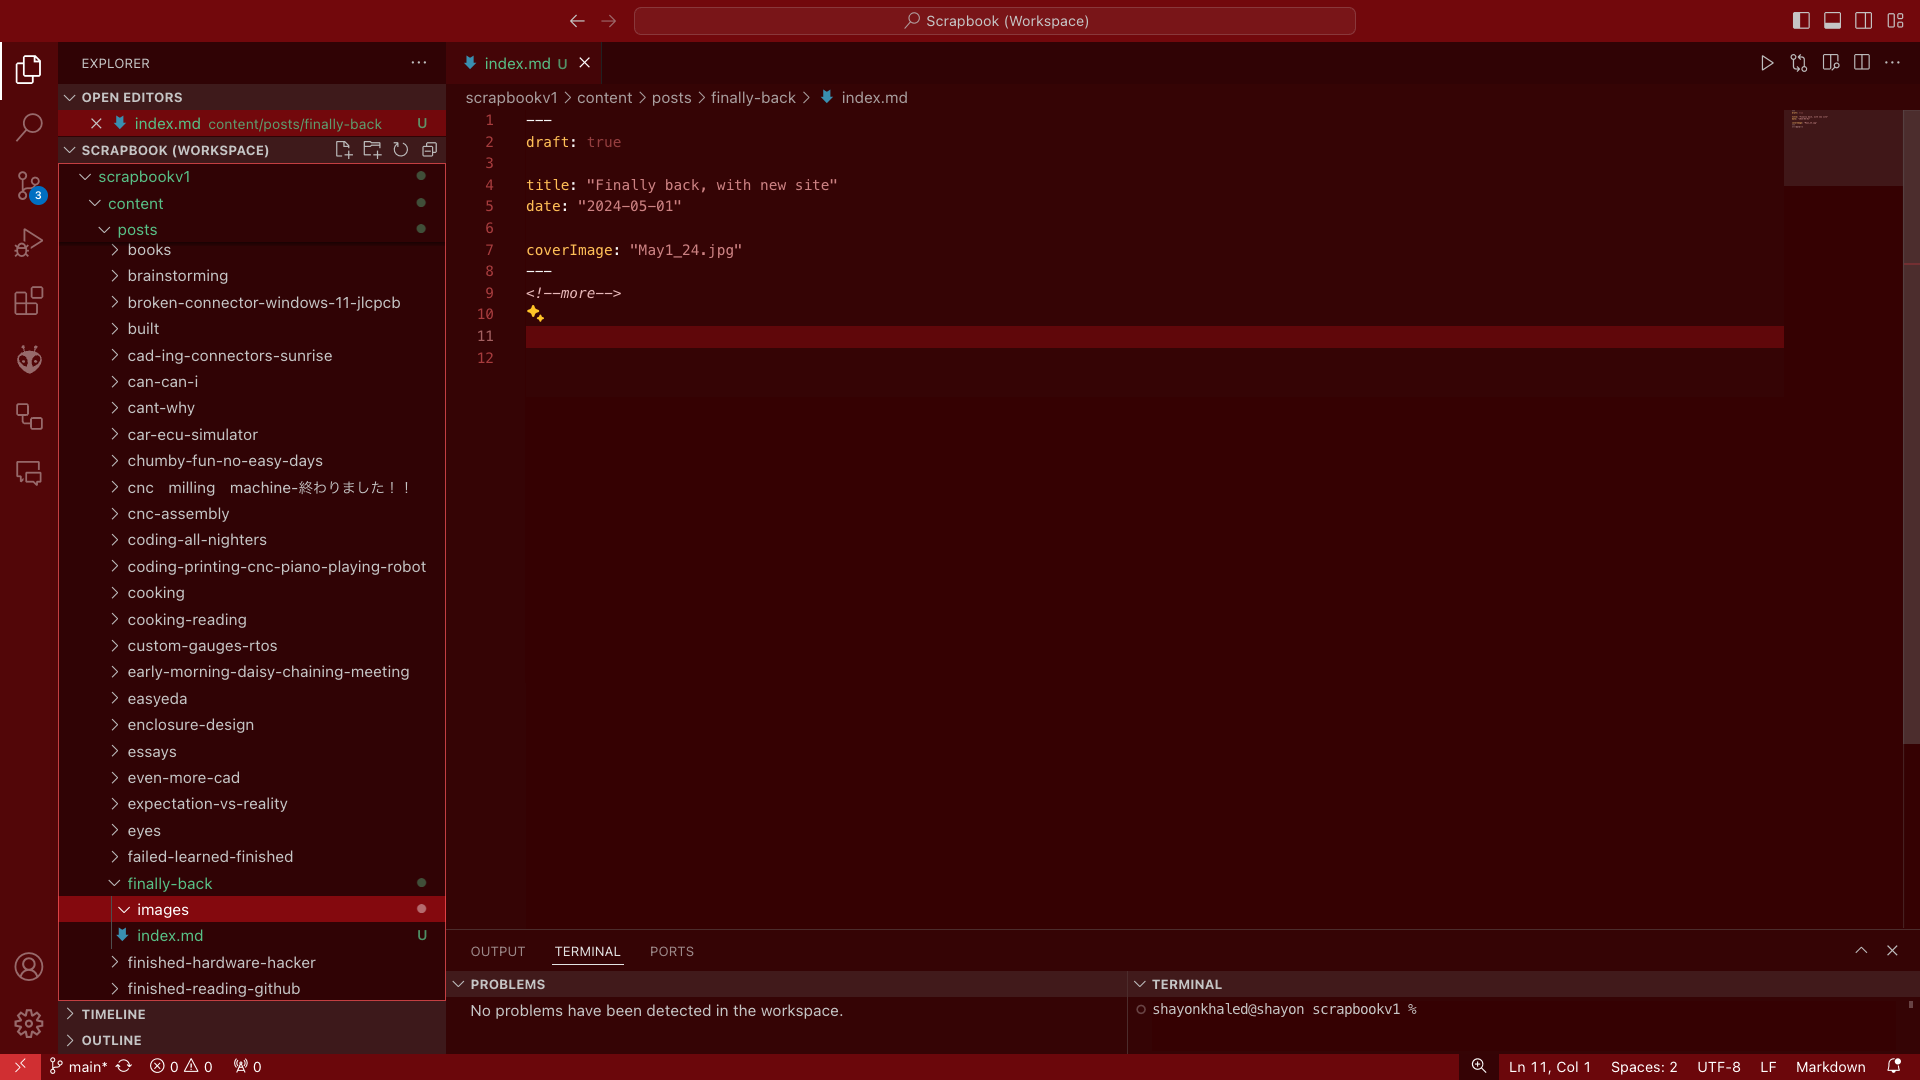 Scrapbook (Workspace)
EXPLORER
OPEN EDITORS
index.md content/posts/finally-back U
SCRAPBOOK (WORKSPACE)
scrapbookv1
content
posts
books
brainstorming
broken-connector-windows-11-jlcpcb
built
cad-ing-connectors-sunrise
can-can-i
cant-why
car-ecu-simulator
chumby-fun-no-easy-days
cnc　milling　machine-終わりました！！
cnc-assembly
coding-all-nighters
coding-printing-cnc-piano-playing-robot
cooking
cooking-reading
custom-gauges-rtos
early-morning-daisy-chaining-meeting
easyeda
enclosure-design
essays
even-more-cad
expectation-vs-reality
eyes
failed-learned-finished
finally-back
images
index.md U
finished-hardware-hacker
finished-reading-github
TIMELINE
OUTLINE
3
index.md U
scrapbookv1 > content > posts > finally-back > index.md
1 ---
2 draft: true
3
4 title: "Finally back, with new site"
5 date: "2024-05-01"
6
7 coverImage: "May1_24.jpg"
8 ---
9 <!--more-->
10
11
12
OUTPUT TERMINAL PORTS
PROBLEMS
No problems have been detected in the workspace.
TERMINAL
shayonkhaled@shayon scrapbookv1 %
main* 0 0 0
Ln 11, Col 1 Spaces: 2 UTF-8 LF Markdown